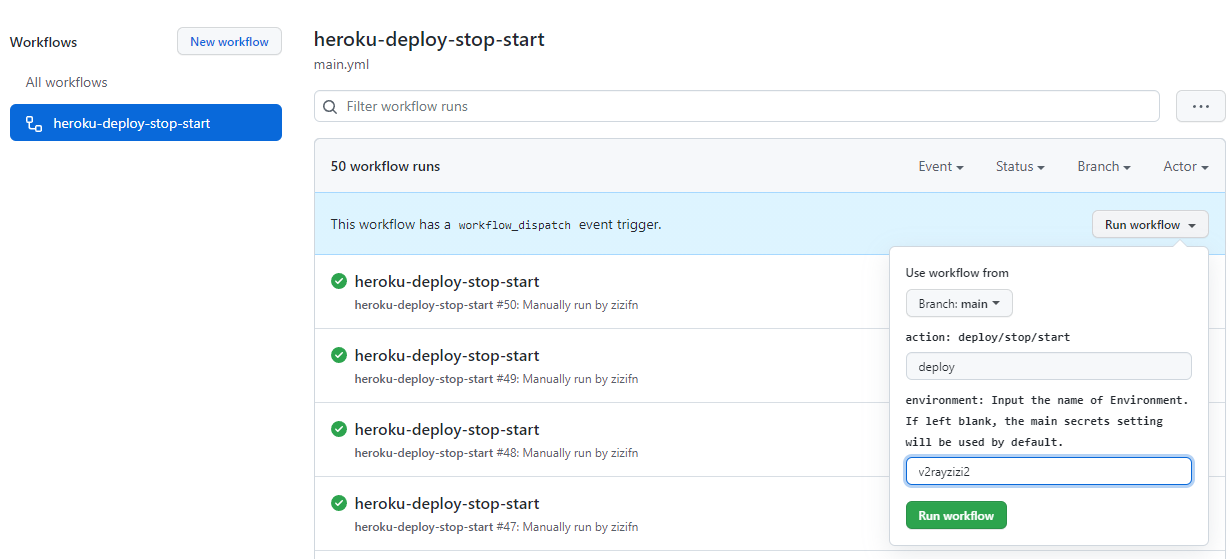 Workflows
New workflow
All workflows
heroku-deploy-stop-start
heroku-deploy-stop-start
main.yml
Filter workflow runs
50 workflow runs
Event
Status
Branch
Actor
This workflow has a workflow_dispatch event trigger.
Run workflow
heroku-deploy-stop-start
heroku-deploy-stop-start #50: Manually run by zizifn
heroku-deploy-stop-start
heroku-deploy-stop-start #49: Manually run by zizifn
heroku-deploy-stop-start
heroku-deploy-stop-start #48: Manually run by zizifn
heroku-deploy-stop-start
heroku-deploy-stop-start #47: Manually run by zizifn
Use workflow from
Branch: main
action: deploy/stop/start
deploy
environment: Input the name of Environment.
If left blank, the main secrets setting
will be used by default.
v2rayzizi2
Run workflow